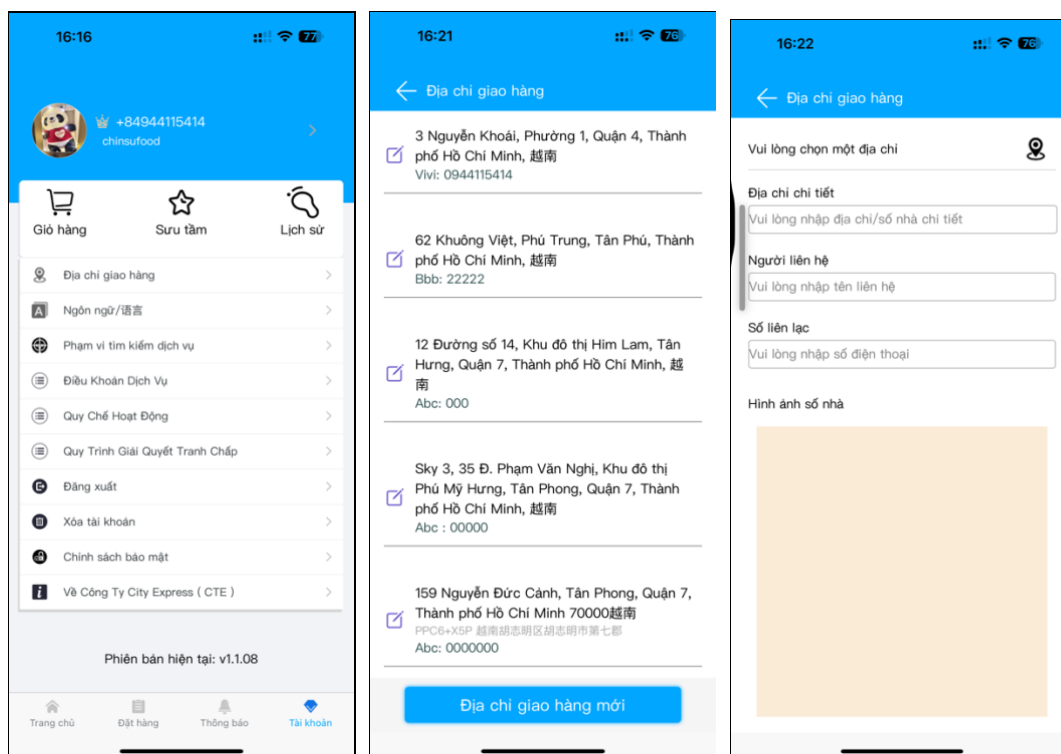 16:16
77
+84944115414
chinsufood
Giỏ hàng
Sưu tầm
Lịch sử
Địa chỉ giao hàng
Ngôn ngữ/语言
Phạm vi tìm kiếm dịch vụ
Điều Khoản Dịch Vụ
Quy Chế Hoạt Động
Quy Trình Giải Quyết Tranh Chấp
Đăng xuất
Xóa tài khoản
Chính sách bảo mật
Về Công Ty City Express ( CTE )
Phiên bản hiện tại: v1.1.08
Trang chủ
Đặt hàng
Thông báo
Tài khoản
16:21
76
Địa chỉ giao hàng
3 Nguyễn Khoái, Phường 1, Quận 4, Thành
phố Hồ Chí Minh, 越南
Vivi: 0944115414
62 Khuông Việt, Phú Trung, Tân Phú, Thành
phố Hồ Chí Minh, 越南
Bbb: 22222
12 Đường số 14, Khu đô thị Him Lam, Tân
Hưng, Quận 7, Thành phố Hồ Chí Minh, 越
南
Abc: 000
Sky 3, 35 Đ. Phạm Văn Nghị, Khu đô thị
Phú Mỹ Hưng, Tân Phong, Quận 7, Thành
phố Hồ Chí Minh, 越南
Abc : 00000
159 Nguyễn Đức Cảnh, Tân Phong, Quận 7,
Thành phố Hồ Chí Minh 70000越南
PPC6+X5P 越南胡志明区胡志明市第七郡
Abc: 0000000
Địa chỉ giao hàng mới
16:22
76
Địa chỉ giao hàng
Vui lòng chọn một địa chỉ
Địa chỉ chi tiết
Vui lòng nhập địa chỉ/số nhà chi tiết
Người liên hệ
Vui lòng nhập tên liên hệ
Số liên lạc
Vui lòng nhập số điện thoại
Hình ảnh số nhà